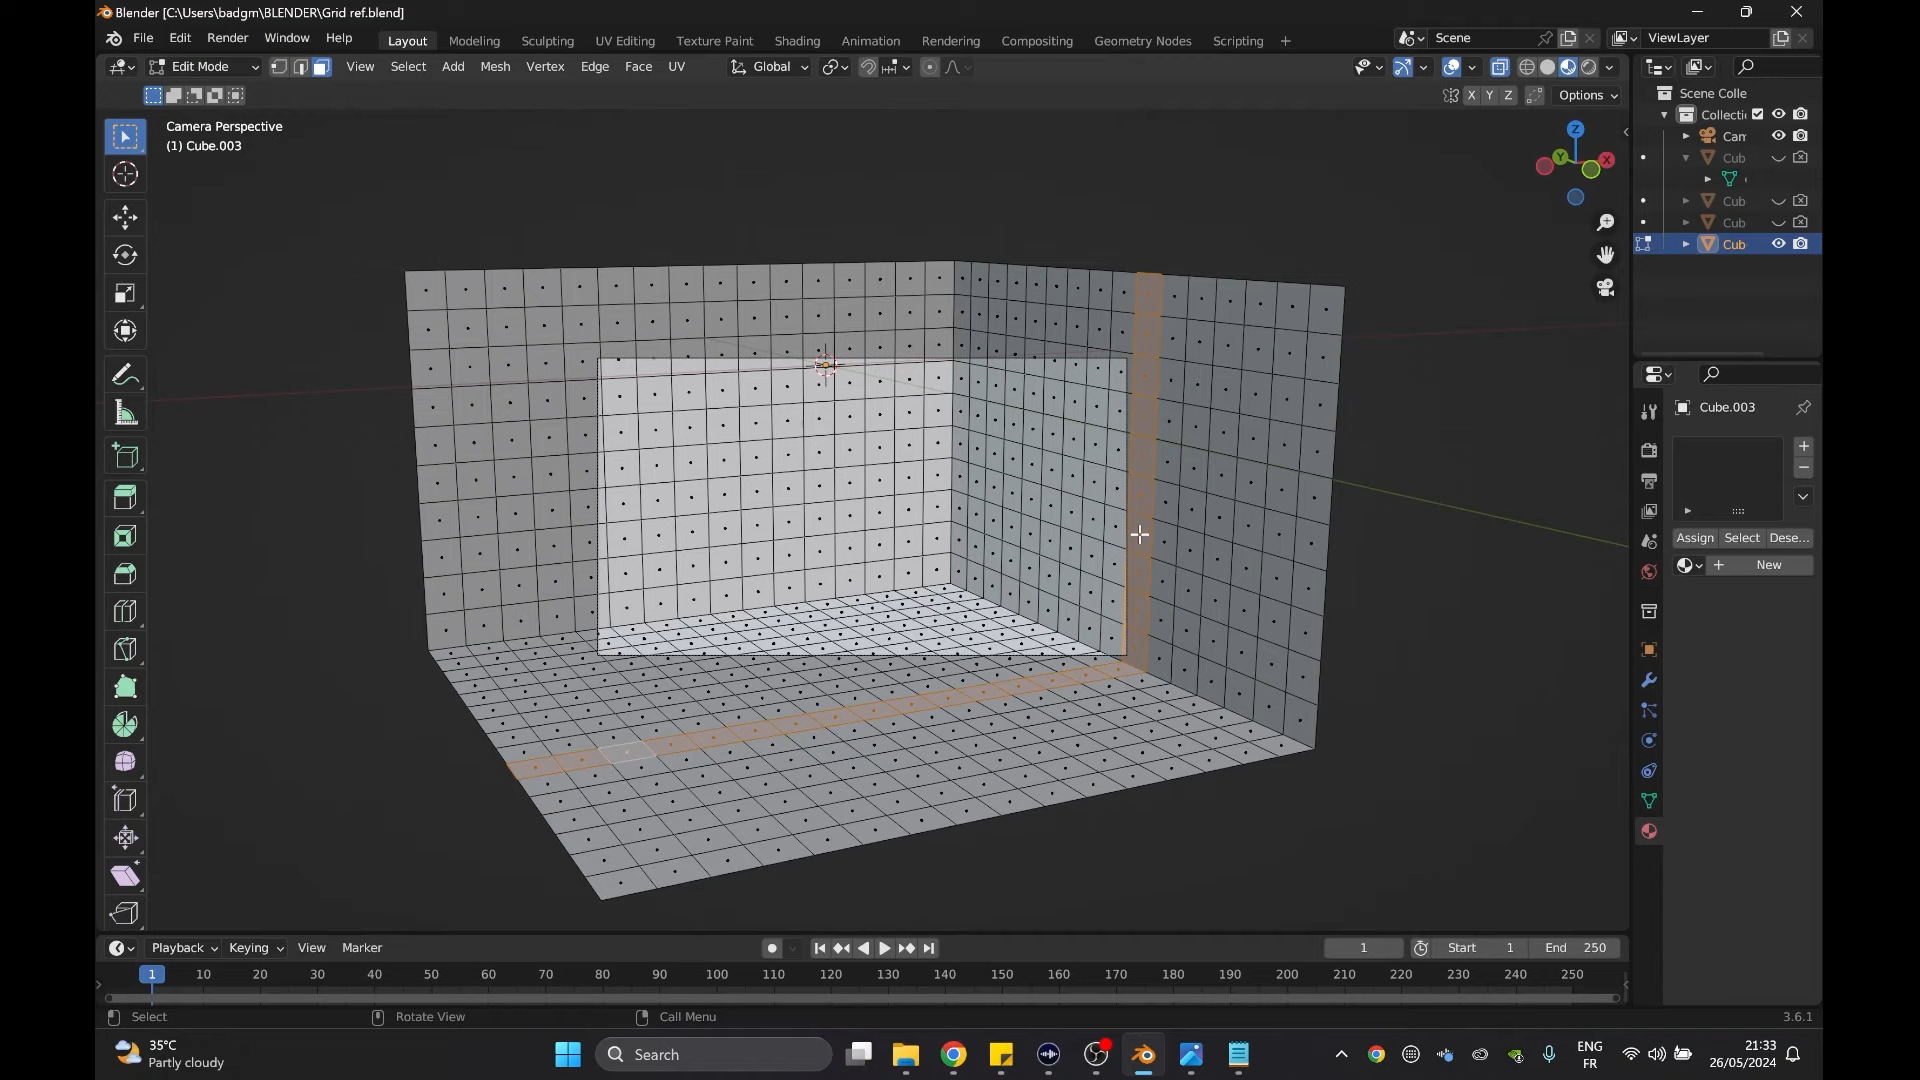 Blender [C:\Users\badgm\BLENDER\Grid ref.blend]
File Edit Render Window Help Layout Modeling Sculpting UV Editing Texture Paint Shading Animation Rendering Compositing Geometry Nodes Scripting + Scene ViewLayer
Edit Mode View Select Add Mesh Vertex Edge Face UV Global
X Y Z Options
Scene Colle
Collecti
Cam
Cub
Cub
Cub
Cub
Camera Perspective
(1) Cube.003
Z
Y
X
Cube.003
Assign Select Dese...
New
Playback Keying View Marker 1 Start 1 End 250
1 10 20 30 40 50 60 70 80 90 100 110 120 130 140 150 160 170 180 190 200 210 220 230 240 250
Select Rotate View Call Menu 3.6.1
35°C
Partly cloudy
Search
ENG
FR
21:33
26/05/2024